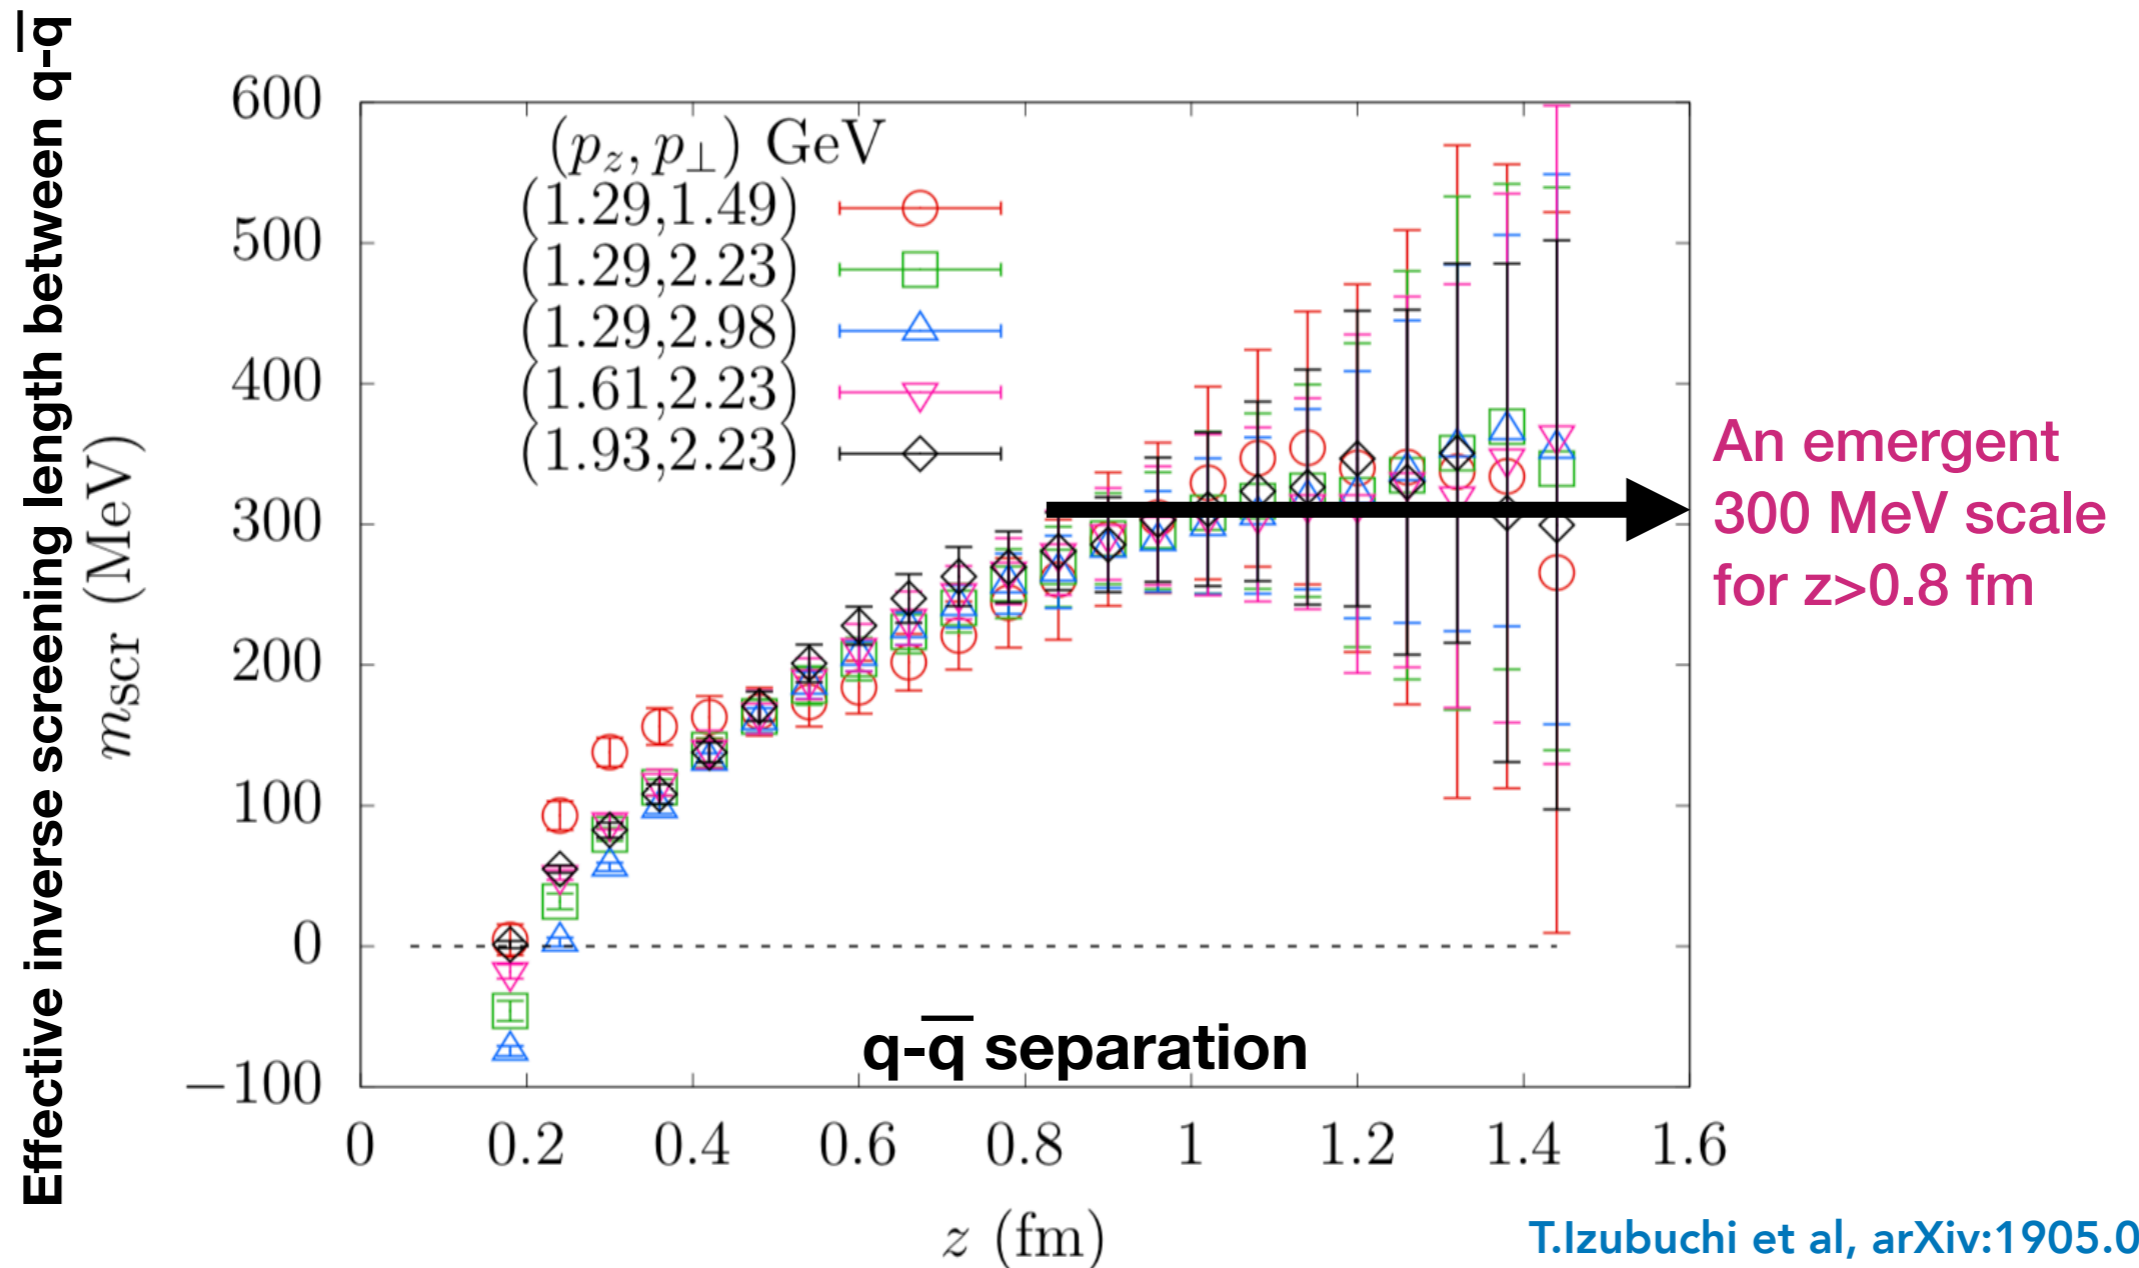 Effective inverse screening length between q-q̅
m_scr (MeV)
600
500
400
300
200
100
0
−100
(p_z, p_⊥) GeV
(1.29,1.49)
(1.29,2.23)
(1.29,2.98)
(1.61,2.23)
(1.93,2.23)
An emergent
300 MeV scale
for z>0.8 fm
q-q̅ separation
0 0.2 0.4 0.6 0.8 1 1.2 1.4 1.6
z (fm)
T.Izubuchi et al, arXiv:1905.0